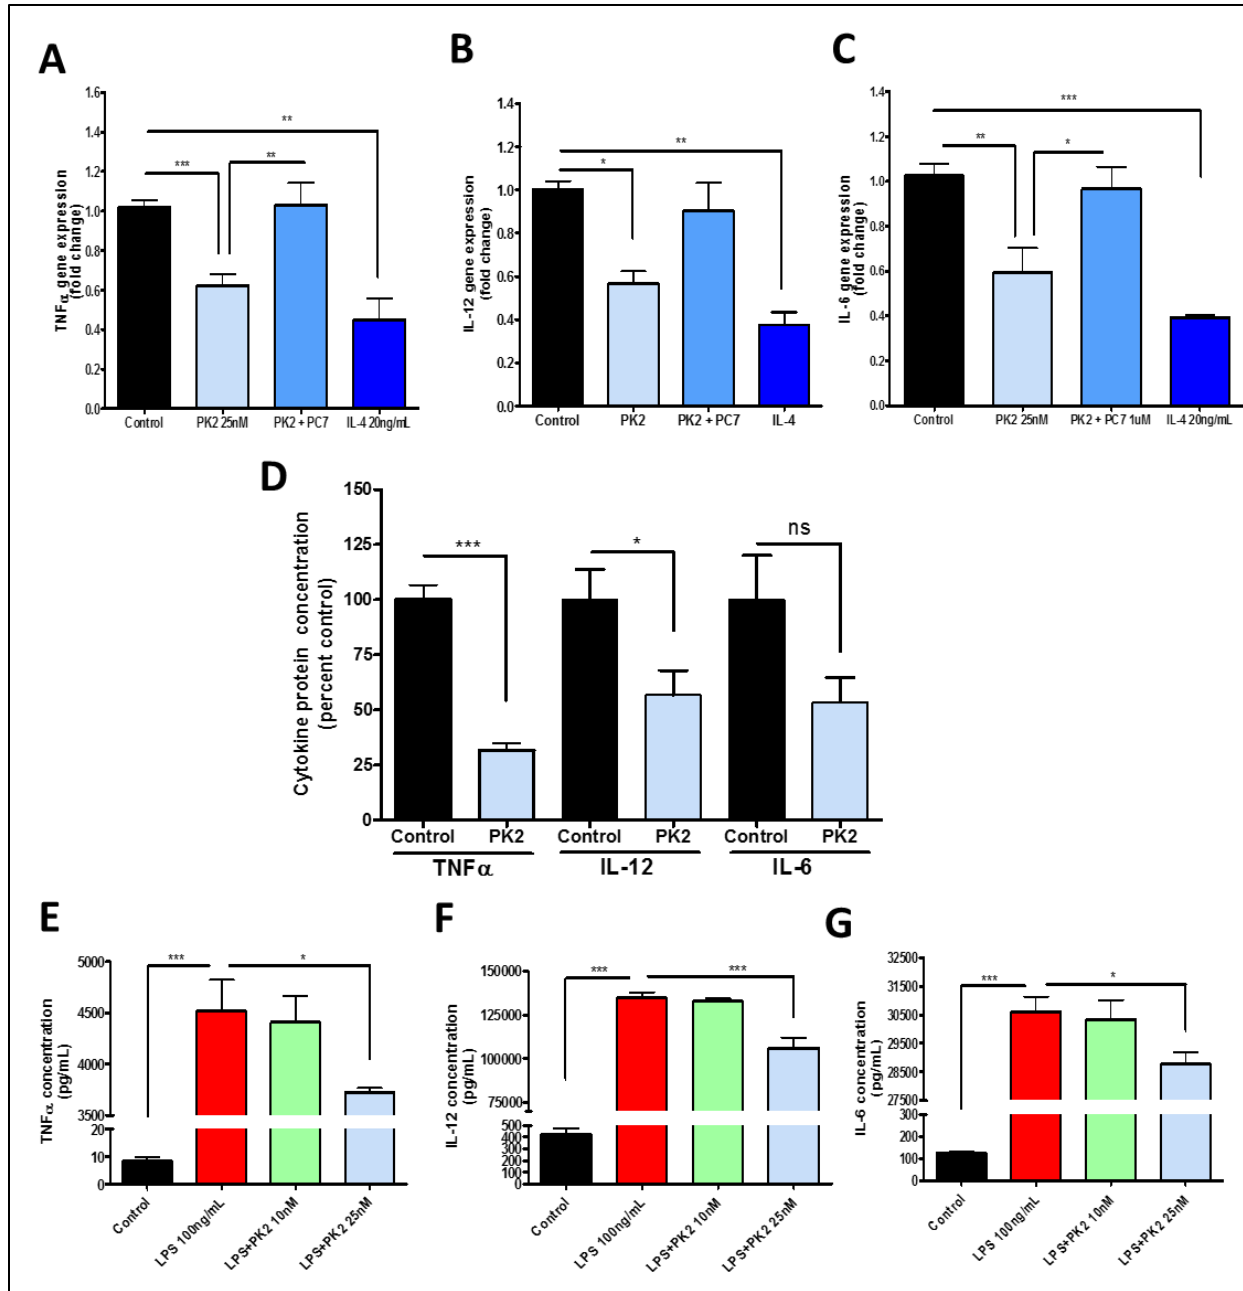 A
TNFα gene expression
(fold change)
1.6
1.4
1.2
1.0
0.8
0.6
0.4
0.2
0.0
**
***
**
Control
PK2 25nM
PK2 + PC7
IL-4 20ng/mL
B
IL-12 gene expression
(fold change)
1.4
1.2
1.0
0.8
0.6
0.4
0.2
0.0
**
*
Control
PK2
PK2 + PC7
IL-4
C
IL-6 gene expression
(fold change)
1.4
1.2
1.0
0.8
0.6
0.4
0.2
0.0
***
**
*
Control
PK2 25nM
PK2 + PC7 1uM
IL-4 20ng/mL
D
Cytokine protein concentration
(percent control)
150
125
100
75
50
25
0
***
*
ns
Control
PK2
Control
PK2
Control
PK2
TNFα
IL-12
IL-6
E
TNFα concentration
(pg/mL)
5000
4500
4000
3500
20
10
0
***
*
Control
LPS 100ng/mL
LPS+PK2 10nM
LPS+PK2 25nM
F
IL-12 concentration
(pg/mL)
150000
125000
100000
75000
500
400
300
200
100
0
***
***
Control
LPS 100ng/mL
LPS+PK2 10nM
LPS+PK2 25nM
G
IL-6 concentration
(pg/mL)
32500
31500
30500
29500
28500
27500
300
200
100
0
***
*
Control
LPS 100ng/mL
LPS+PK2 10nM
LPS+PK2 25nM